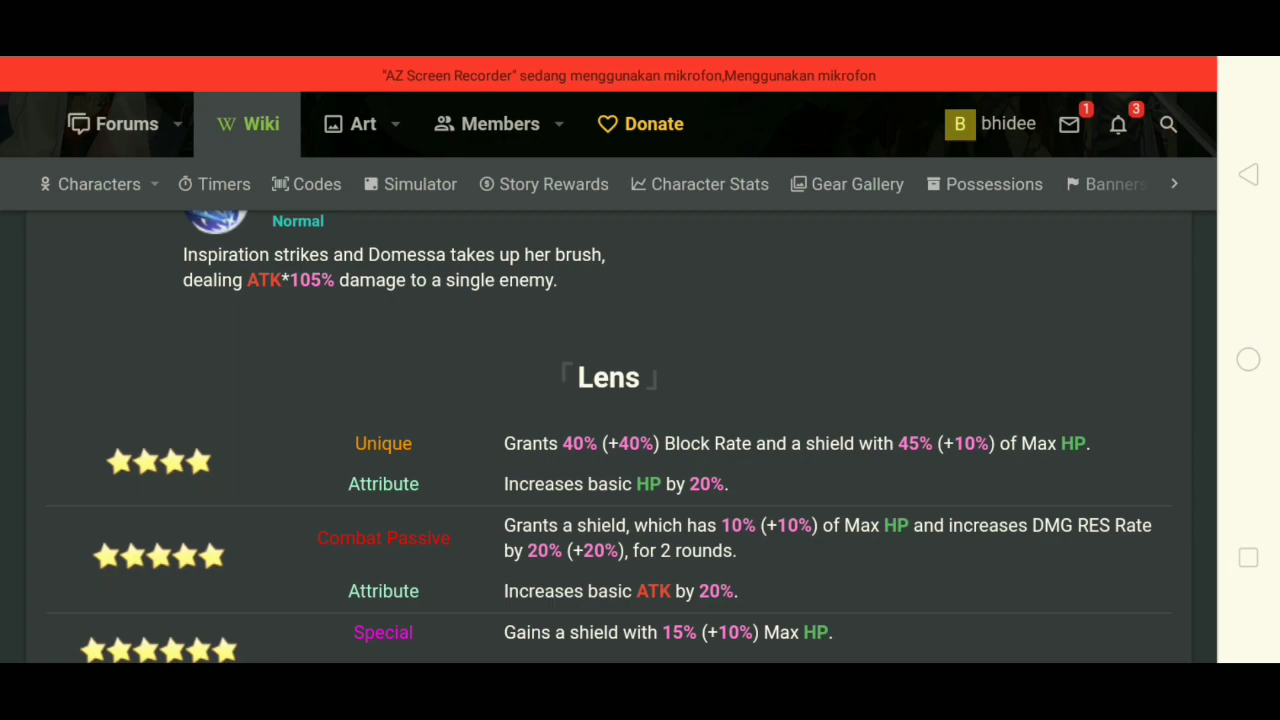 "AZ Screen Recorder" sedang menggunakan mikrofon,Menggunakan mikrofon
Forums Wiki Art Members Donate B bhidee 1 3
Characters Timers Codes Simulator Story Rewards Character Stats Gear Gallery Possessions Banners
Normal
Inspiration strikes and Domessa takes up her brush,
dealing ATK*105% damage to a single enemy.
「Lens」
Unique Grants 40% (+40%) Block Rate and a shield with 45% (+10%) of Max HP.
Attribute Increases basic HP by 20%.
Combat Passive Grants a shield, which has 10% (+10%) of Max HP and increases DMG RES Rate
by 20% (+20%), for 2 rounds.
Attribute Increases basic ATK by 20%.
Special Gains a shield with 15% (+10%) Max HP.